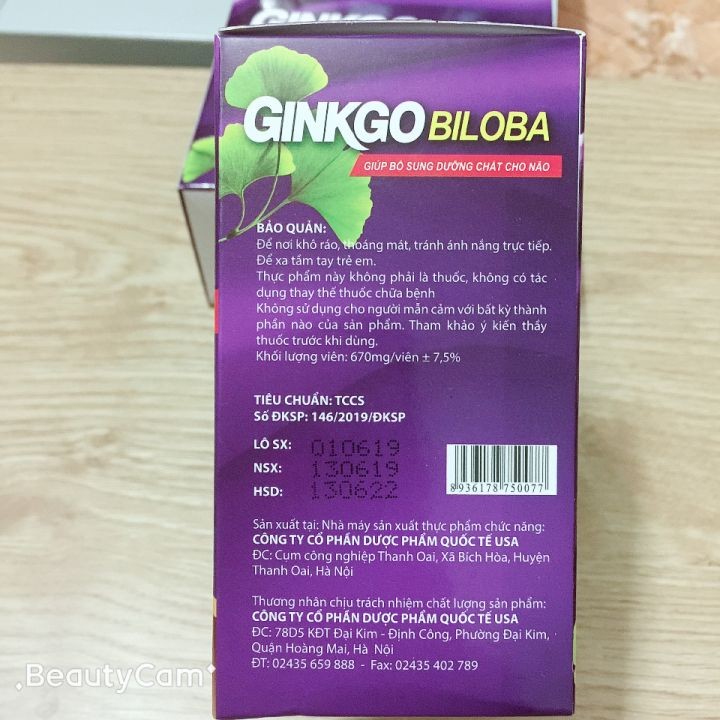 GINKGO BILOBA
GIÚP BỔ SUNG DƯỠNG CHẤT CHO NÃO
BẢO QUẢN:
Để nơi khô ráo, thoáng mát, tránh ánh nắng trực tiếp.
Để xa tầm tay trẻ em.
Thực phẩm này không phải là thuốc, không có tác
dụng thay thế thuốc chữa bệnh
Không sử dụng cho người mẫn cảm với bất kỳ thành
phần nào của sản phẩm. Tham khảo ý kiến thầy
thuốc trước khi dùng.
Khối lượng viên: 670mg/viên ± 7,5%
TIÊU CHUẨN: TCCS
Số ĐKSP: 146/2019/ĐKSP
LÔ SX: 010619
NSX: 130619
HSD: 130622
8 936178 750077
Sản xuất tại: Nhà máy sản xuất thực phẩm chức năng:
CÔNG TY CỔ PHẦN DƯỢC PHẨM QUỐC TẾ USA
ĐC: Cụm công nghiệp Thanh Oai, Xã Bích Hòa, Huyện
Thanh Oai, Hà Nội
Thương nhân chịu trách nhiệm chất lượng sản phẩm:
CÔNG TY CỔ PHẦN DƯỢC PHẨM QUỐC TẾ USA
ĐC: 78D5 KĐT Đại Kim - Định Công, Phường Đại Kim,
Quận Hoàng Mai, Hà Nội
ĐT: 02435 659 888 - Fax: 02435 402 789
BeautyCam